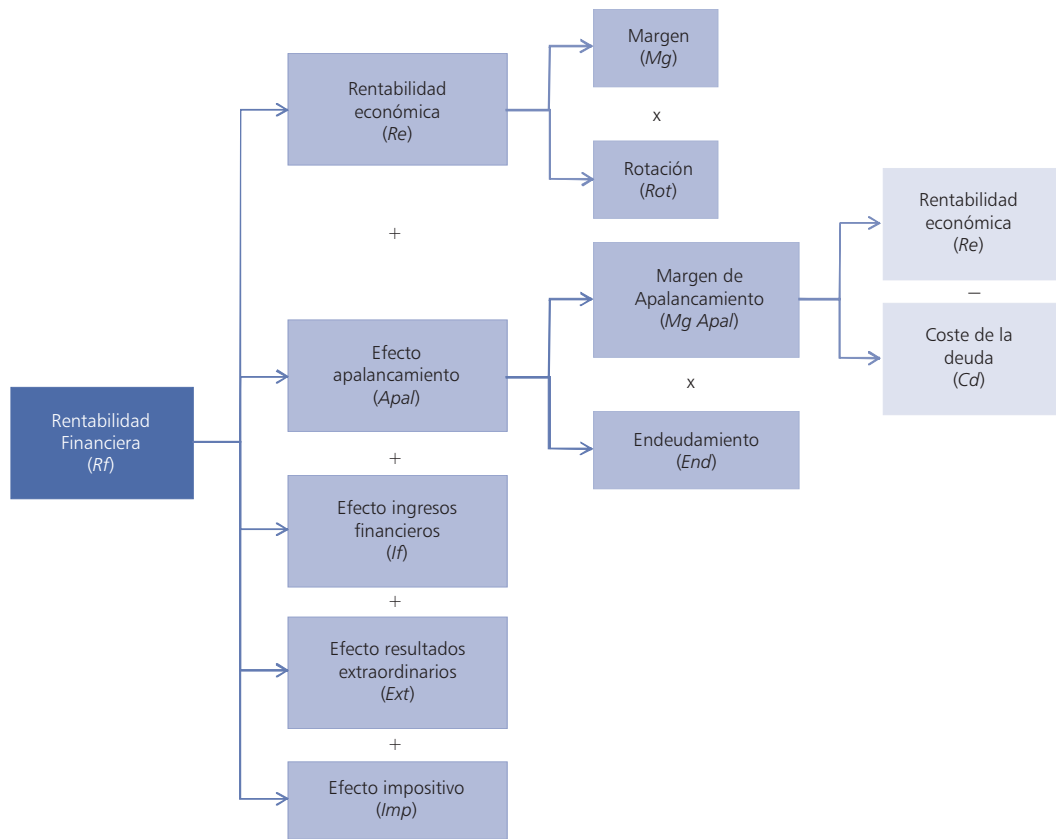 Rentabilidad
Financiera
(Rf)
Rentabilidad
económica
(Re)
+
Efecto
apalancamiento
(Apal)
+
Efecto ingresos
financieros
(If)
+
Efecto resultados
extraordinarios
(Ext)
+
Efecto impositivo
(Imp)
Margen
(Mg)
x
Rotación
(Rot)
Margen de
Apalancamiento
(Mg Apal)
x
Endeudamiento
(End)
Rentabilidad
económica
(Re)
–
Coste de la
deuda
(Cd)